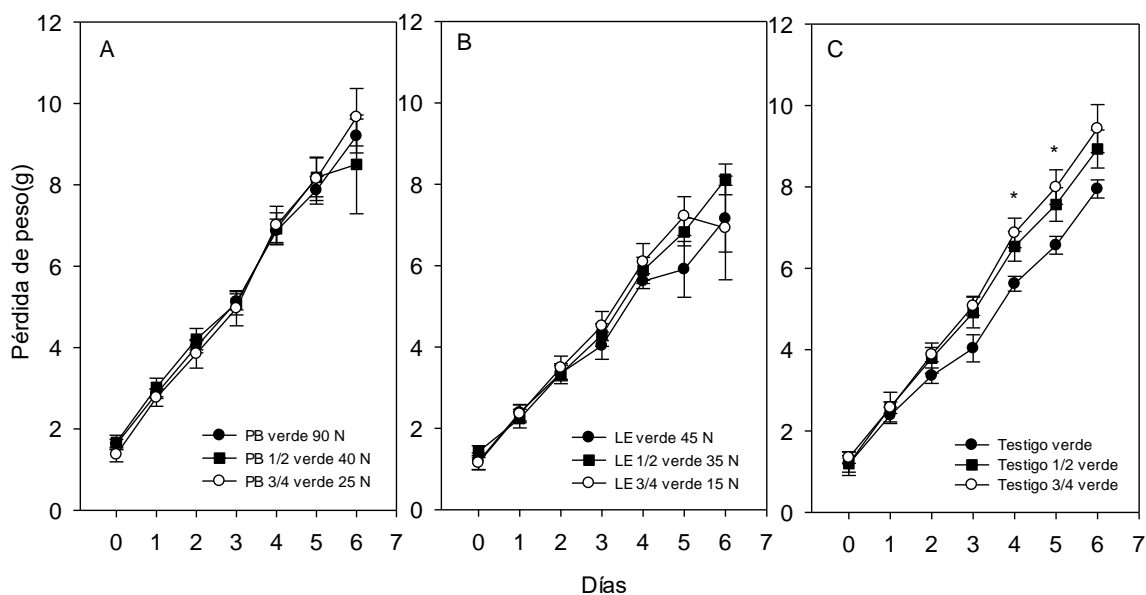 Pérdida de peso(g)
A
12
10
8
6
4
2
0
PB verde 90 N
PB 1/2 verde 40 N
PB 3/4 verde 25 N
0 1 2 3 4 5 6 7
B
12
10
8
6
4
2
0
LE verde 45 N
LE 1/2 verde 35 N
LE 3/4 verde 15 N
0 1 2 3 4 5 6 7
C
12
10
8
6
4
2
0
*
*
Testigo verde
Testigo 1/2 verde
Testigo 3/4 verde
0 1 2 3 4 5 6 7
Días